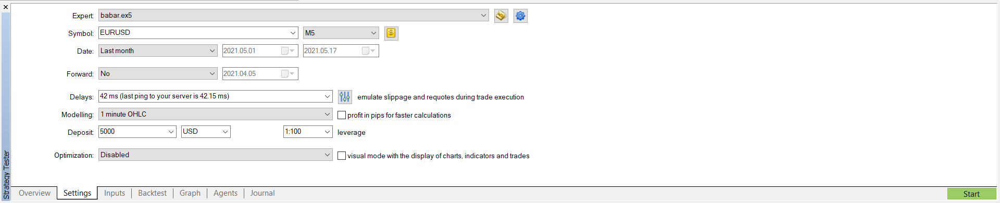 Expert: babar.ex5
Symbol: EURUSD M5
Date: Last month 2021.05.01 2021.05.17
Forward: No 2021.04.05
Delays: 42 ms (last ping to your server is 42.15 ms) emulate slippage and requotes during trade execution
Modelling: 1 minute OHLC profit in pips for faster calculations
Deposit: 5000 USD 1:100 leverage
Optimization: Disabled visual mode with the display of charts, indicators and trades
Strategy Tester
Overview Settings Inputs Backtest Graph Agents Journal Start